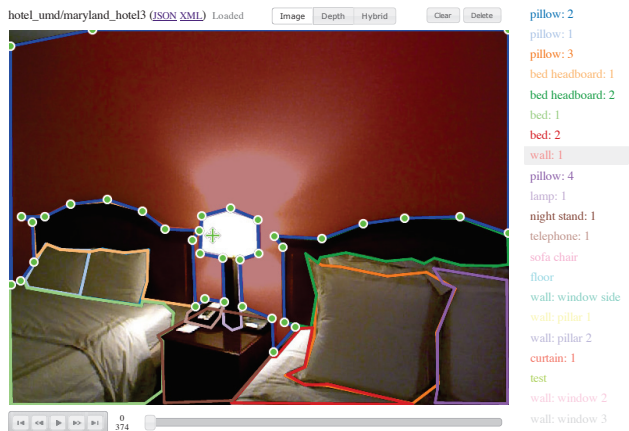 hotel_umd/maryland_hotel3 (JSON XML) Loaded Image Depth Hybrid Clear Delete
pillow: 2
pillow: 1
pillow: 3
bed headboard: 1
bed headboard: 2
bed: 1
bed: 2
wall: 1
pillow: 4
lamp: 1
night stand: 1
telephone: 1
sofa chair
floor
wall: window side
wall: pillar 1
wall: pillar 2
curtain: 1
test
wall: window 2
wall: window 3
0
374